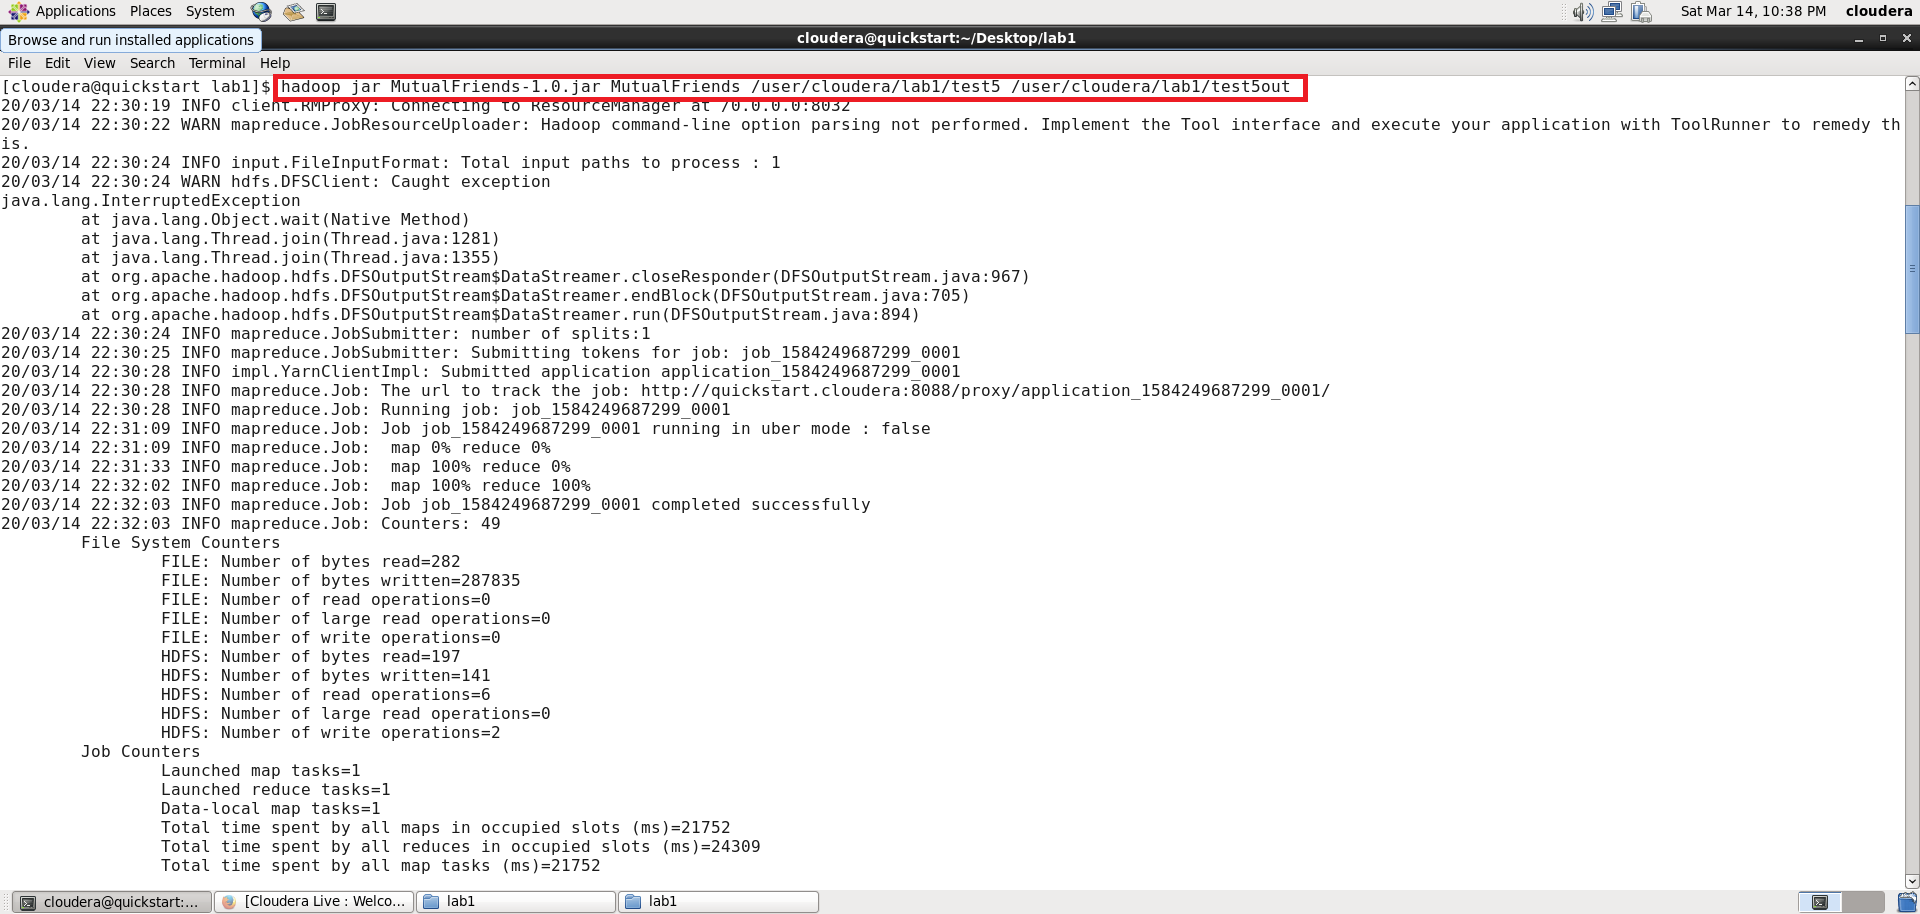 Applications Places System Sat Mar 14, 10:38 PM cloudera
Browse and run installed applications
cloudera@quickstart:~/Desktop/lab1
File Edit View Search Terminal Help
[cloudera@quickstart lab1]$ hadoop jar MutualFriends-1.0.jar MutualFriends /user/cloudera/lab1/test5 /user/cloudera/lab1/test5out
20/03/14 22:30:19 INFO client.RMProxy: Connecting to ResourceManager at /0.0.0.0:8032
20/03/14 22:30:22 WARN mapreduce.JobResourceUploader: Hadoop command-line option parsing not performed. Implement the Tool interface and execute your application with ToolRunner to remedy th
is.
20/03/14 22:30:24 INFO input.FileInputFormat: Total input paths to process : 1
20/03/14 22:30:24 WARN hdfs.DFSClient: Caught exception
java.lang.InterruptedException
at java.lang.Object.wait(Native Method)
at java.lang.Thread.join(Thread.java:1281)
at java.lang.Thread.join(Thread.java:1355)
at org.apache.hadoop.hdfs.DFSOutputStream$DataStreamer.closeResponder(DFSOutputStream.java:967)
at org.apache.hadoop.hdfs.DFSOutputStream$DataStreamer.endBlock(DFSOutputStream.java:705)
at org.apache.hadoop.hdfs.DFSOutputStream$DataStreamer.run(DFSOutputStream.java:894)
20/03/14 22:30:24 INFO mapreduce.JobSubmitter: number of splits:1
20/03/14 22:30:25 INFO mapreduce.JobSubmitter: Submitting tokens for job: job_1584249687299_0001
20/03/14 22:30:28 INFO impl.YarnClientImpl: Submitted application application_1584249687299_0001
20/03/14 22:30:28 INFO mapreduce.Job: The url to track the job: http://quickstart.cloudera:8088/proxy/application_1584249687299_0001/
20/03/14 22:30:28 INFO mapreduce.Job: Running job: job_1584249687299_0001
20/03/14 22:31:09 INFO mapreduce.Job: Job job_1584249687299_0001 running in uber mode : false
20/03/14 22:31:09 INFO mapreduce.Job:  map 0% reduce 0%
20/03/14 22:31:33 INFO mapreduce.Job:  map 100% reduce 0%
20/03/14 22:32:02 INFO mapreduce.Job:  map 100% reduce 100%
20/03/14 22:32:03 INFO mapreduce.Job: Job job_1584249687299_0001 completed successfully
20/03/14 22:32:03 INFO mapreduce.Job: Counters: 49
File System Counters
FILE: Number of bytes read=282
FILE: Number of bytes written=287835
FILE: Number of read operations=0
FILE: Number of large read operations=0
FILE: Number of write operations=0
HDFS: Number of bytes read=197
HDFS: Number of bytes written=141
HDFS: Number of read operations=6
HDFS: Number of large read operations=0
HDFS: Number of write operations=2
Job Counters
Launched map tasks=1
Launched reduce tasks=1
Data-local map tasks=1
Total time spent by all maps in occupied slots (ms)=21752
Total time spent by all reduces in occupied slots (ms)=24309
Total time spent by all map tasks (ms)=21752
cloudera@quickstart:... [Cloudera Live : Welco... lab1 lab1